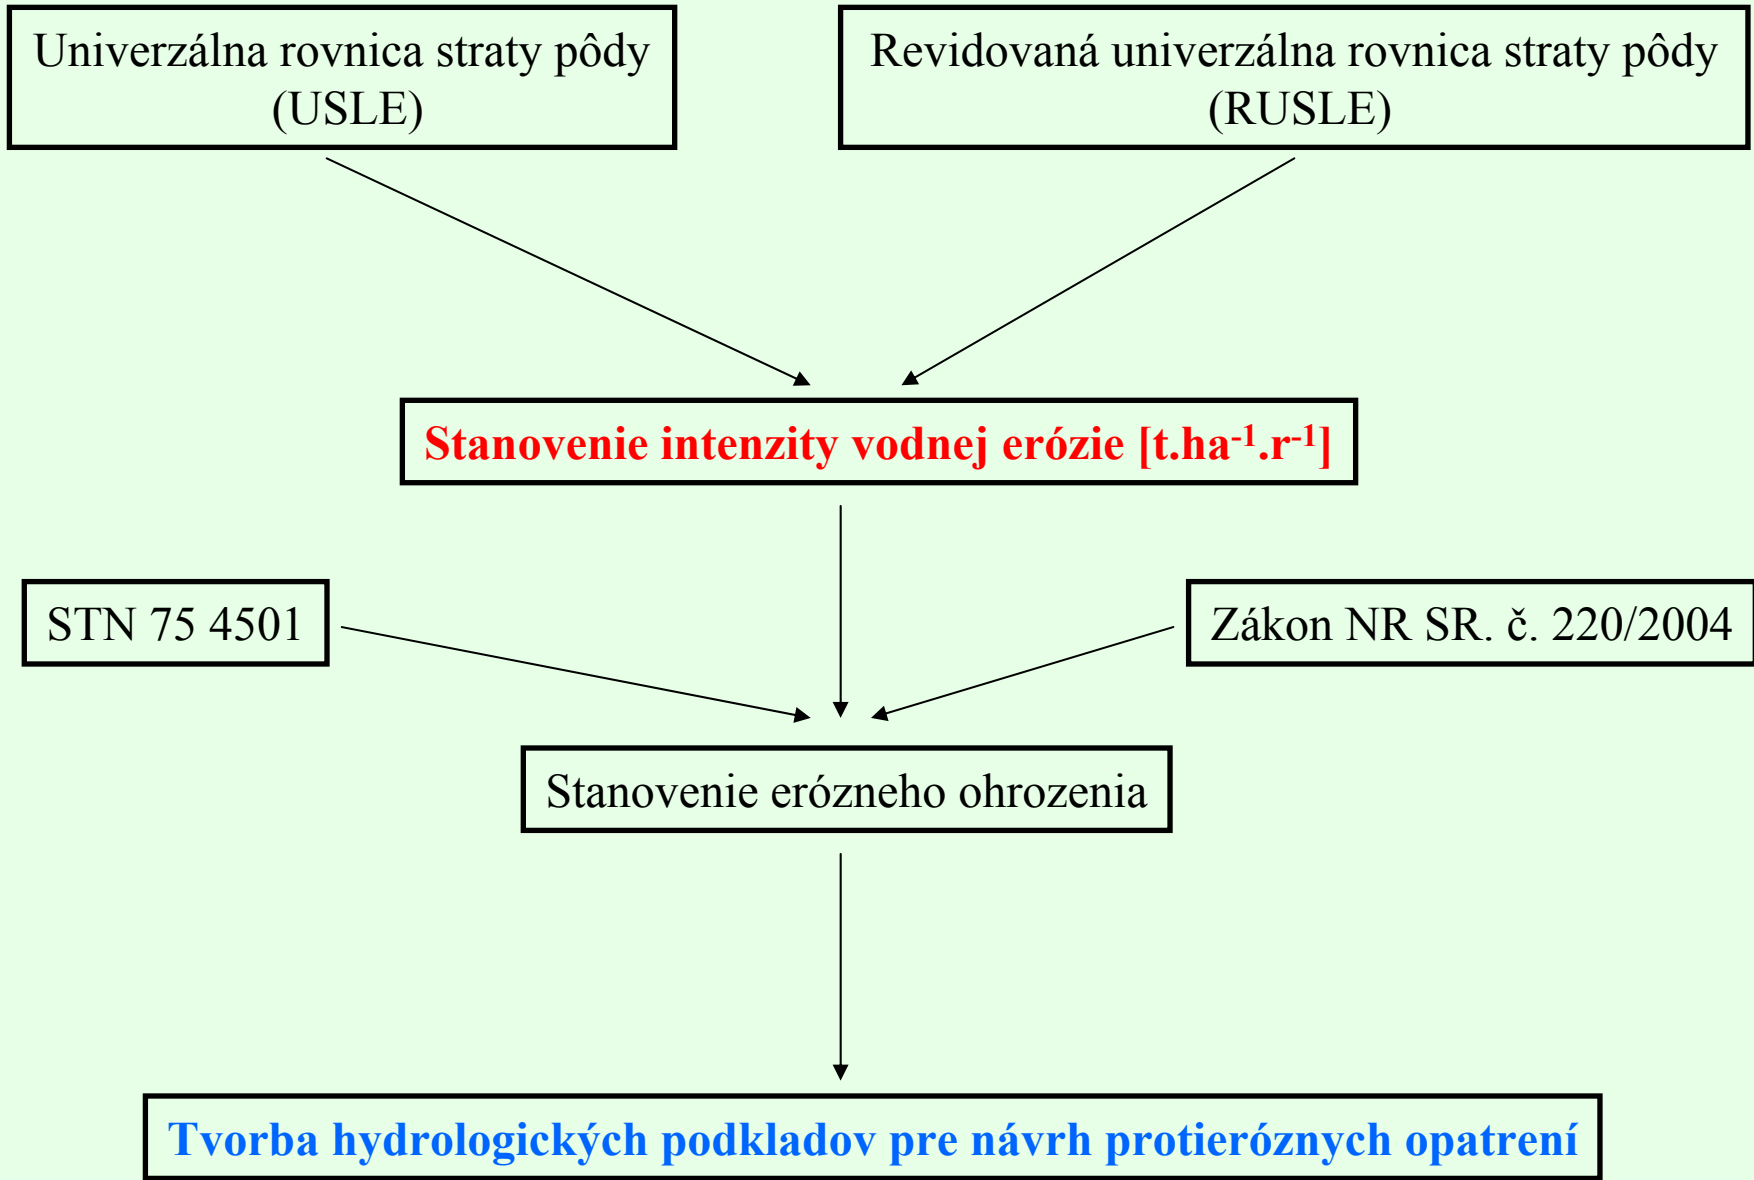 Univerzálna rovnica straty pôdy
(USLE)
Revidovaná univerzálna rovnica straty pôdy
(RUSLE)
Stanovenie intenzity vodnej erózie [t.ha⁻¹.r⁻¹]
STN 75 4501
Zákon NR SR. č. 220/2004
Stanovenie erózneho ohrozenia
Tvorba hydrologických podkladov pre návrh protieróznych opatrení